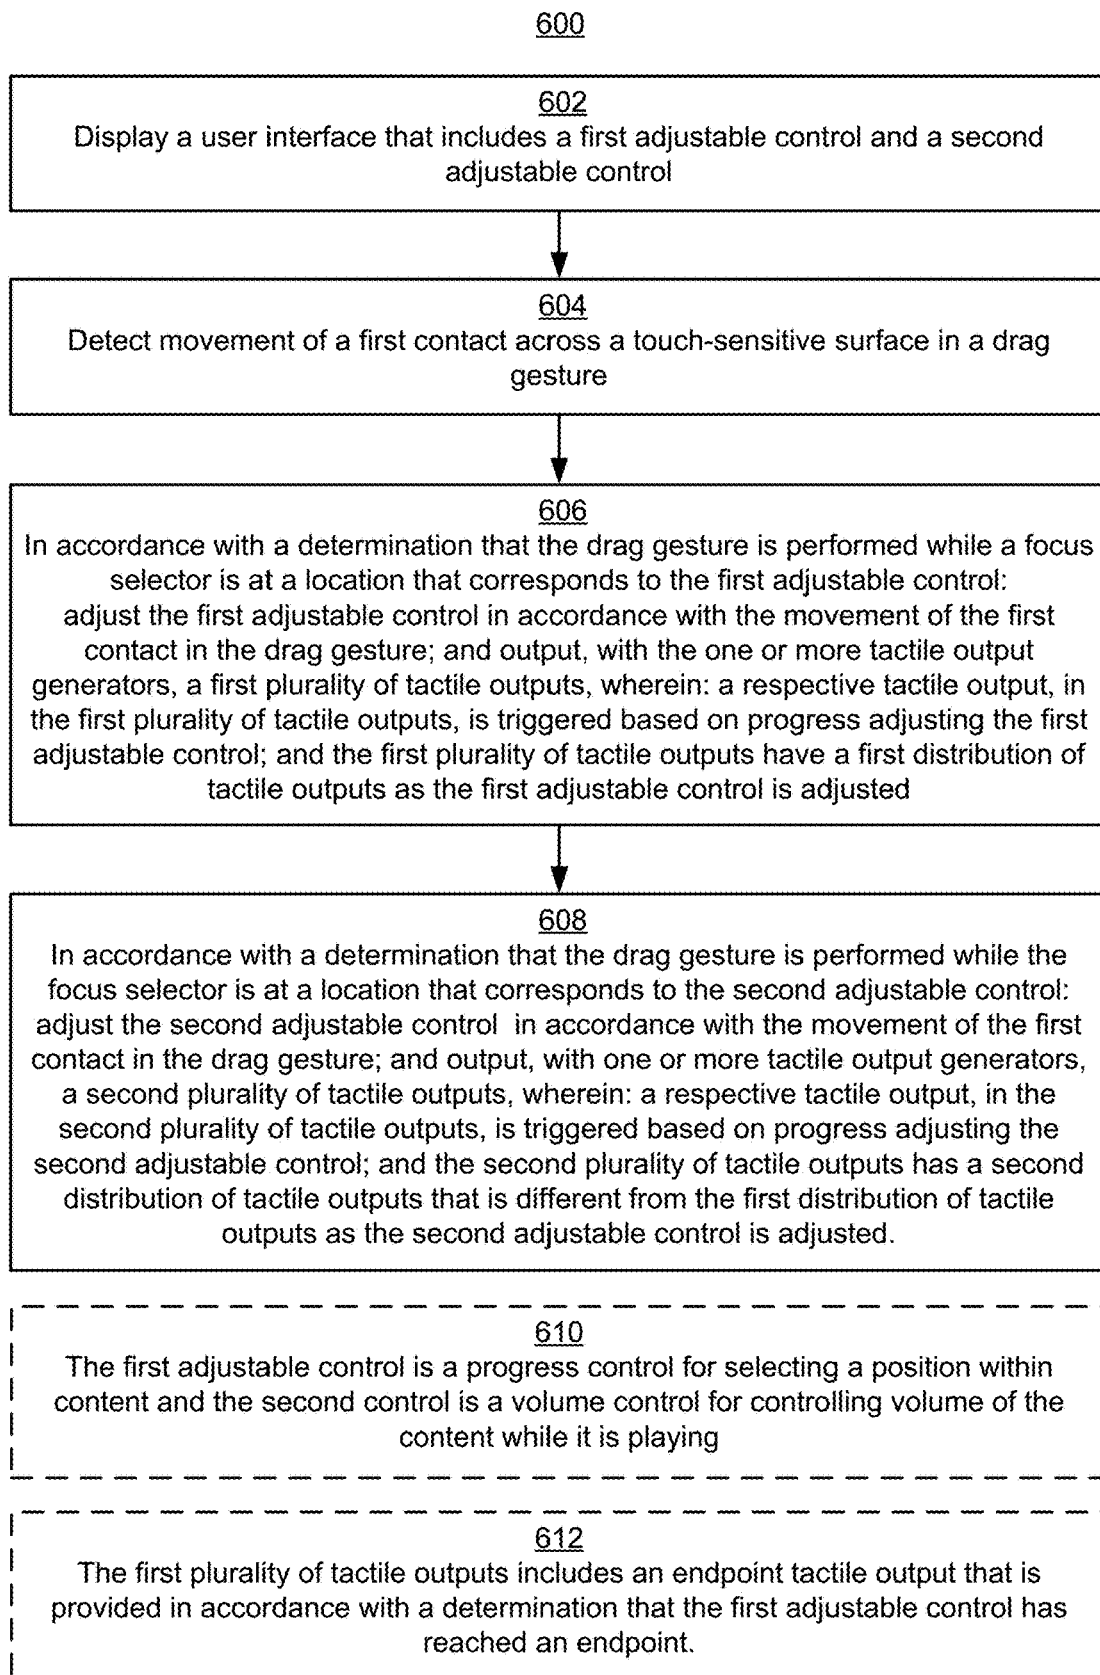 600
602
Display a user interface that includes a first adjustable control and a second
adjustable control
604
Detect movement of a first contact across a touch-sensitive surface in a drag
gesture
606
In accordance with a determination that the drag gesture is performed while a focus
selector is at a location that corresponds to the first adjustable control:
adjust the first adjustable control in accordance with the movement of the first
contact in the drag gesture; and output, with the one or more tactile output
generators, a first plurality of tactile outputs, wherein: a respective tactile output, in
the first plurality of tactile outputs, is triggered based on progress adjusting the first
adjustable control; and the first plurality of tactile outputs have a first distribution of
tactile outputs as the first adjustable control is adjusted
608
In accordance with a determination that the drag gesture is performed while the
focus selector is at a location that corresponds to the second adjustable control:
adjust the second adjustable control in accordance with the movement of the first
contact in the drag gesture; and output, with one or more tactile output generators,
a second plurality of tactile outputs, wherein: a respective tactile output, in the
second plurality of tactile outputs, is triggered based on progress adjusting the
second adjustable control; and the second plurality of tactile outputs has a second
distribution of tactile outputs that is different from the first distribution of tactile
outputs as the second adjustable control is adjusted.
610
The first adjustable control is a progress control for selecting a position within
content and the second control is a volume control for controlling volume of the
content while it is playing
612
The first plurality of tactile outputs includes an endpoint tactile output that is
provided in accordance with a determination that the first adjustable control has
reached an endpoint.